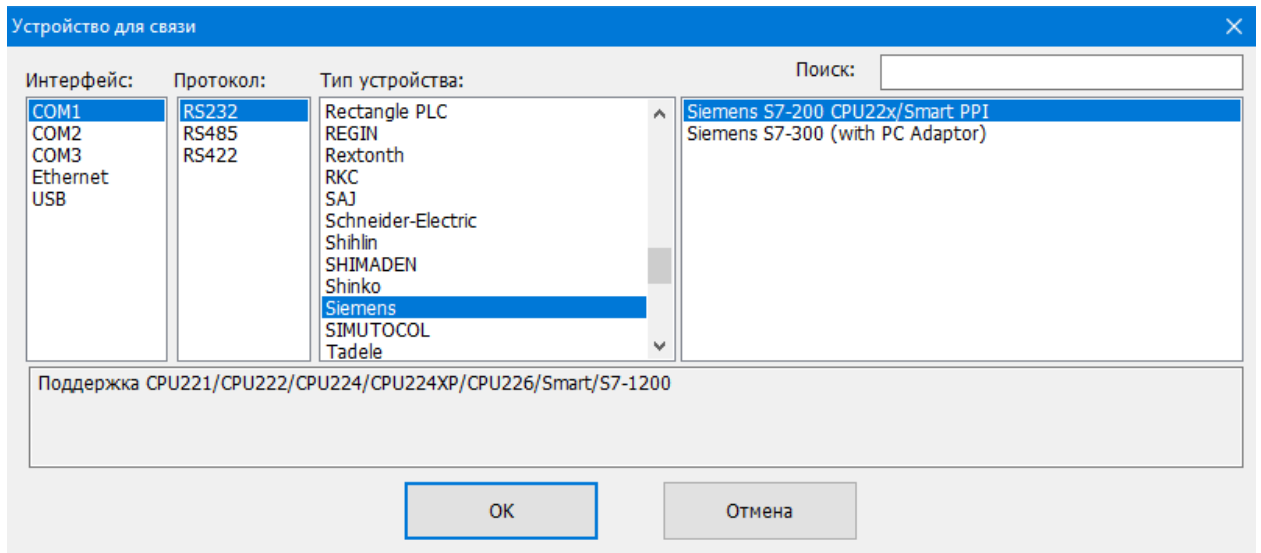 Устройство для связи
Поиск:
Интерфейс:
Протокол:
Тип устройства:
COM1
COM2
COM3
Ethernet
USB
RS232
RS485
RS422
Rectangle PLC
REGIN
Rextonth
RKC
SAJ
Schneider-Electric
Shihlin
SHIMADEN
Shinko
Siemens
SIMUTOCOL
Tadele
Siemens S7-200 CPU22x/Smart PPI
Siemens S7-300 (with PC Adaptor)
Поддержка CPU221/CPU222/CPU224/CPU224XP/CPU226/Smart/S7-1200
OK
Отмена